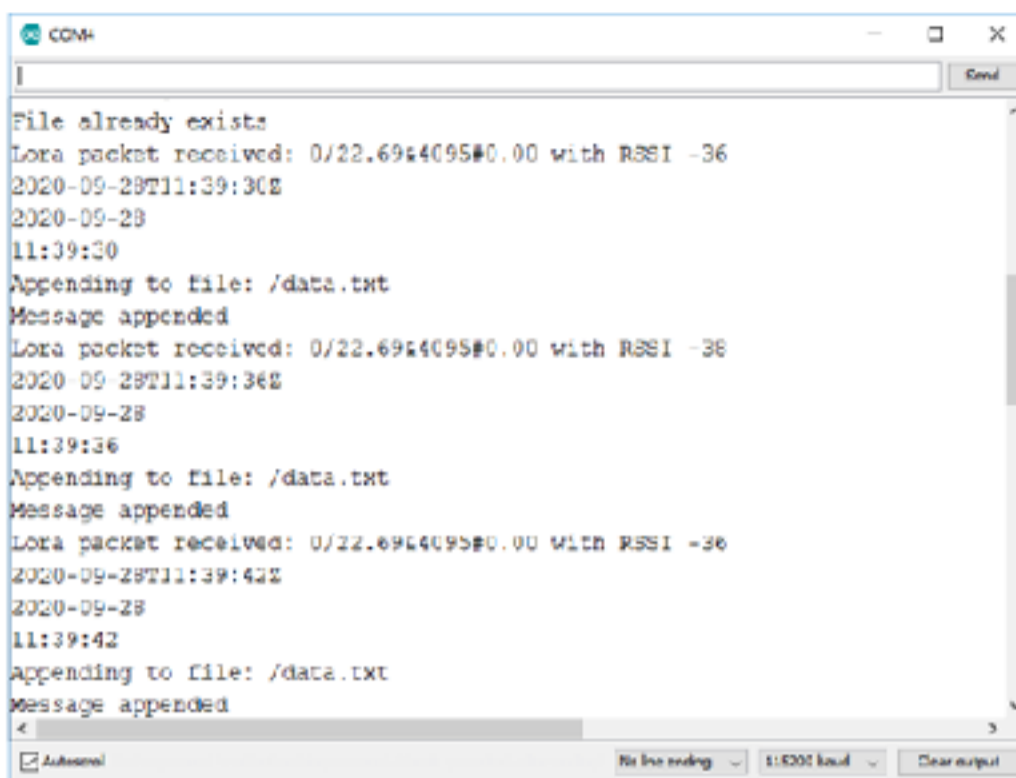 COM4
Send
File already exists
Lora packet received: 0/22.69&4095#0.00 with RSSI -36
2020-09-28T11:39:30Z
2020-09-28
11:39:30
Appending to file: /data.txt
Message appended
Lora packet received: 0/22.69&4095#0.00 with RSSI -38
2020-09-28T11:39:36Z
2020-09-28
11:39:36
Appending to file: /data.txt
Message appended
Lora packet received: 0/22.69&4095#0.00 with RSSI -36
2020-09-28T11:39:42Z
2020-09-28
11:39:42
Appending to file: /data.txt
Message appended
Autoscroll No line ending 115200 baud Clear output